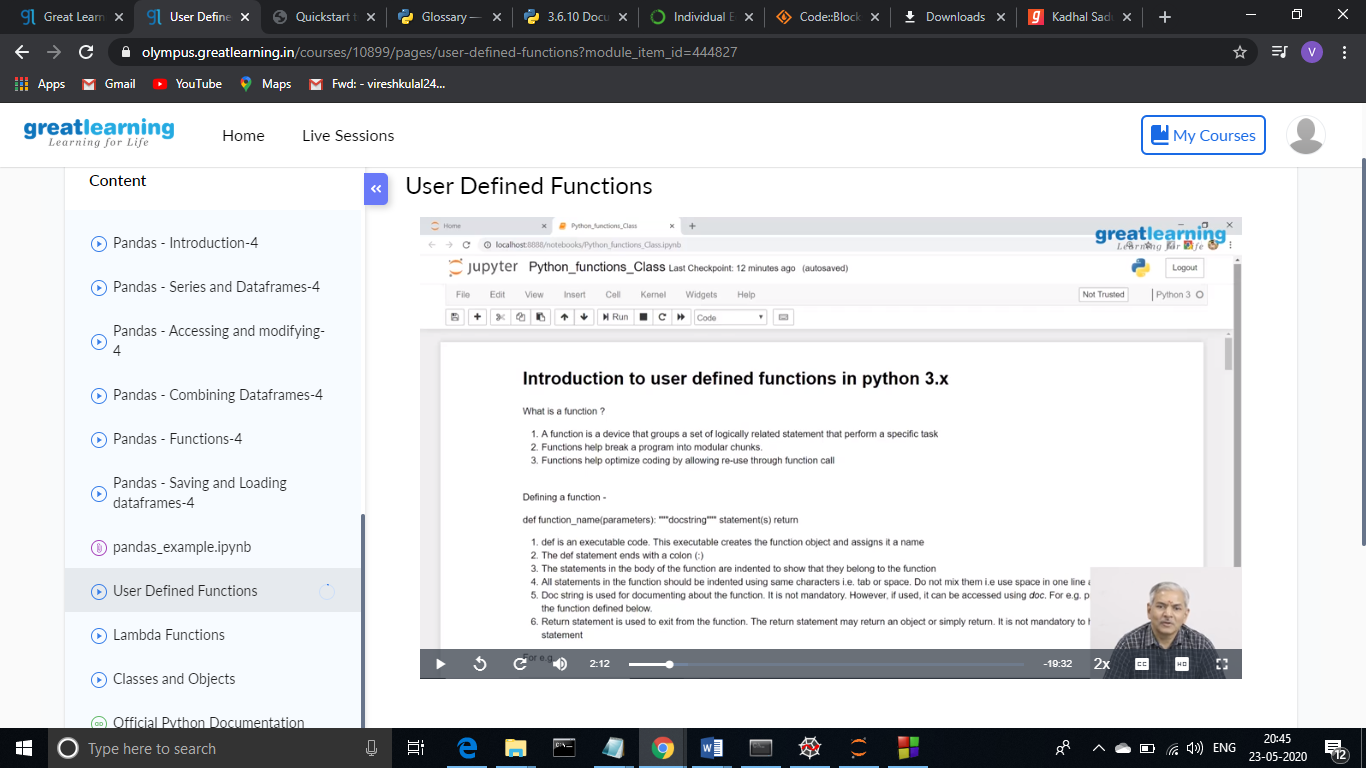 Great Learn
User Define
Quickstart t
Glossary —
3.6.10 Docu
Individual E
Code::Block
Downloads
Kadhal Sad
olympus.greatlearning.in/courses/10899/pages/user-defined-functions?module_item_id=444827
V
Apps
Gmail
YouTube
Maps
Fwd: - vireshkulal24...
greatlearning
Learning for Life
Home
Live Sessions
My Courses
Content
«
User Defined Functions
Pandas - Introduction-4
Pandas - Series and Dataframes-4
Pandas - Accessing and modifying-
4
Pandas - Combining Dataframes-4
Pandas - Functions-4
Pandas - Saving and Loading
dataframes-4
pandas_example.ipynb
User Defined Functions
Lambda Functions
Classes and Objects
Official Python Documentation
Home
Python_functions_Class
localhost:8888/notebooks/Python_functions_Class.ipynb
greatlearning
Learning for Life
jupyter Python_functions_Class Last Checkpoint: 12 minutes ago (autosaved)
Logout
File Edit View Insert Cell Kernel Widgets Help
Not Trusted
Python 3
Run
Code
Introduction to user defined functions in python 3.x
What is a function ?
1. A function is a device that groups a set of logically related statement that perform a specific task
2. Functions help break a program into modular chunks.
3. Functions help optimize coding by allowing re-use through function call
Defining a function -
def function_name(parameters): """docstring""" statement(s) return
1. def is an executable code. This executable creates the function object and assigns it a name
2. The def statement ends with a colon (:)
3. The statements in the body of the function are indented to show that they belong to the function
4. All statements in the function should be indented using same characters i.e. tab or space. Do not mix them i.e use space in one line
5. Doc string is used for documenting about the function. It is not mandatory. However, if used, it can be accessed using doc. For e.g.
the function defined below.
6. Return statement is used to exit from the function. The return statement may return an object or simply return. It is not mandatory to
statement
For e.g.
2:12
-19:32
2x
CC
HD
Type here to search
ENG
20:45
23-05-2020
12